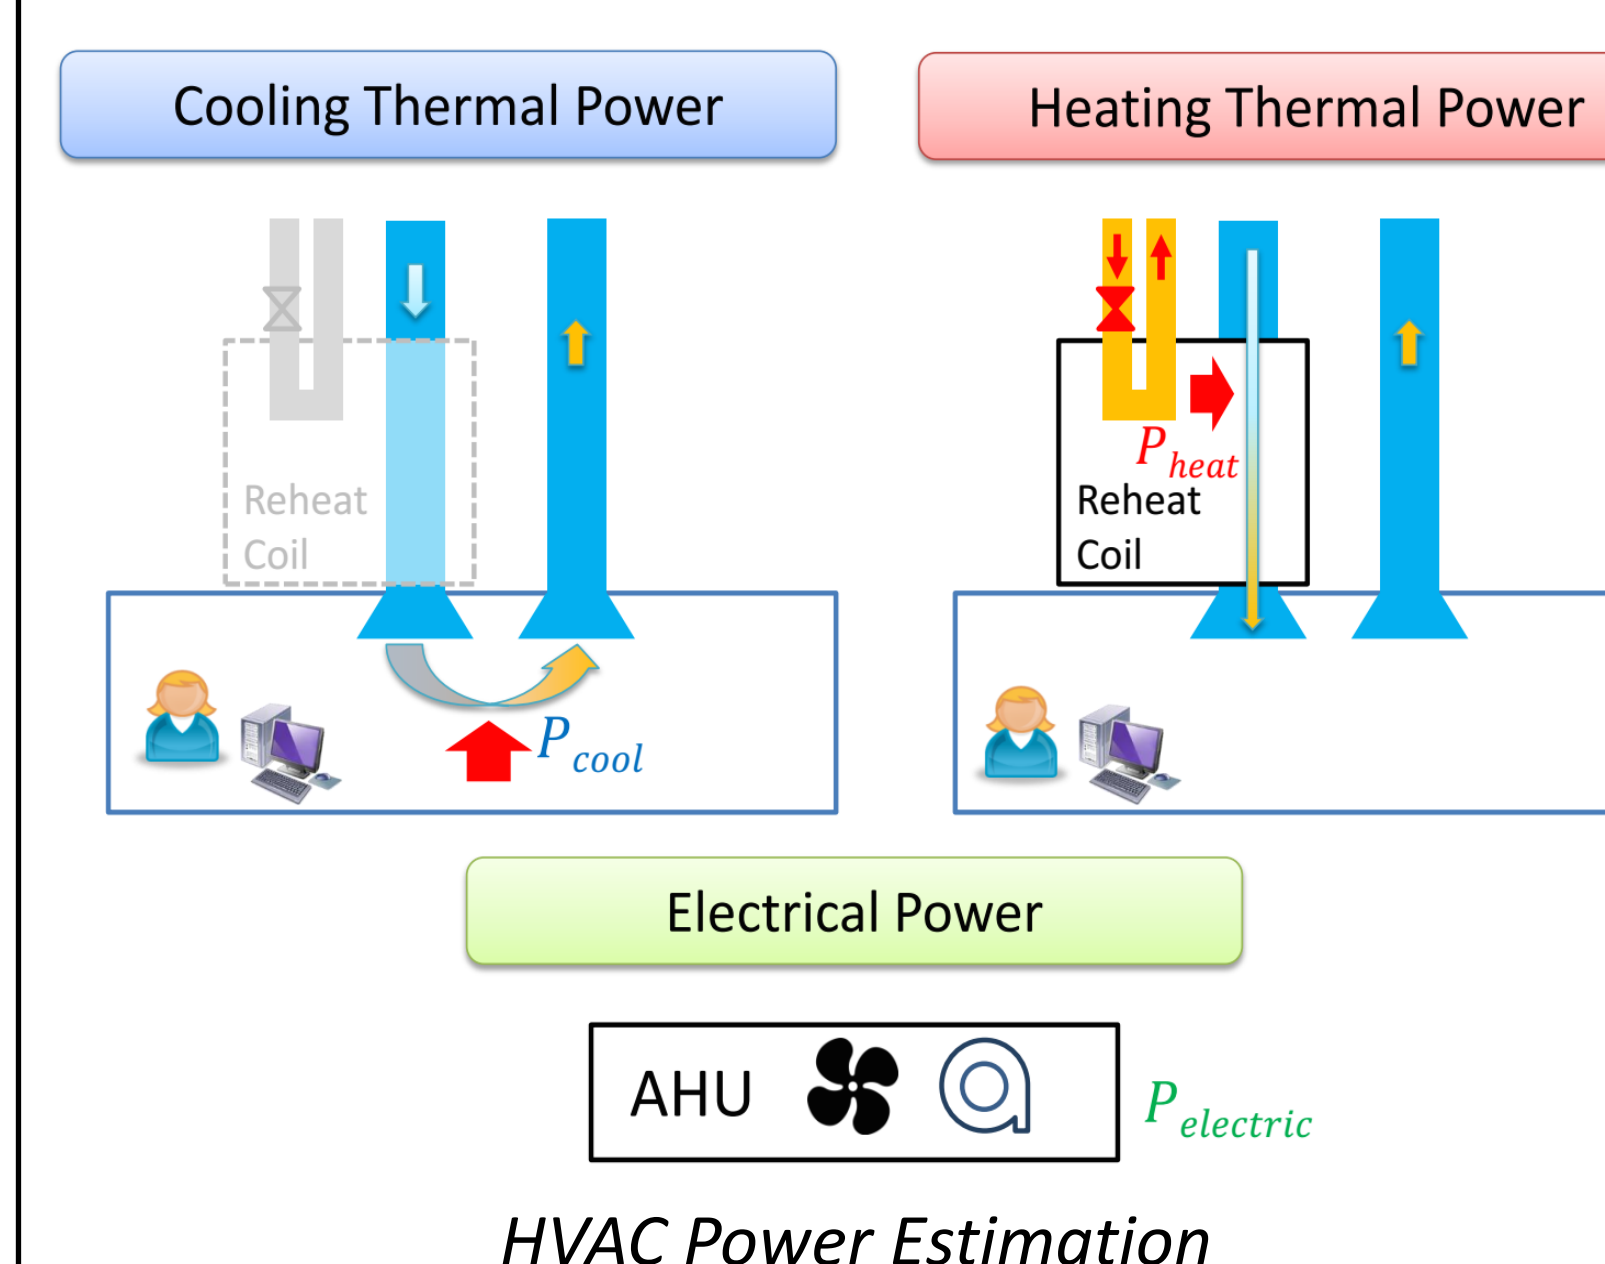 Cooling Thermal Power
Heating Thermal Power
P heat
Reheat
Coil
Reheat
Coil
P cool
Electrical Power
AHU
P electric
HVAC Power Estimation